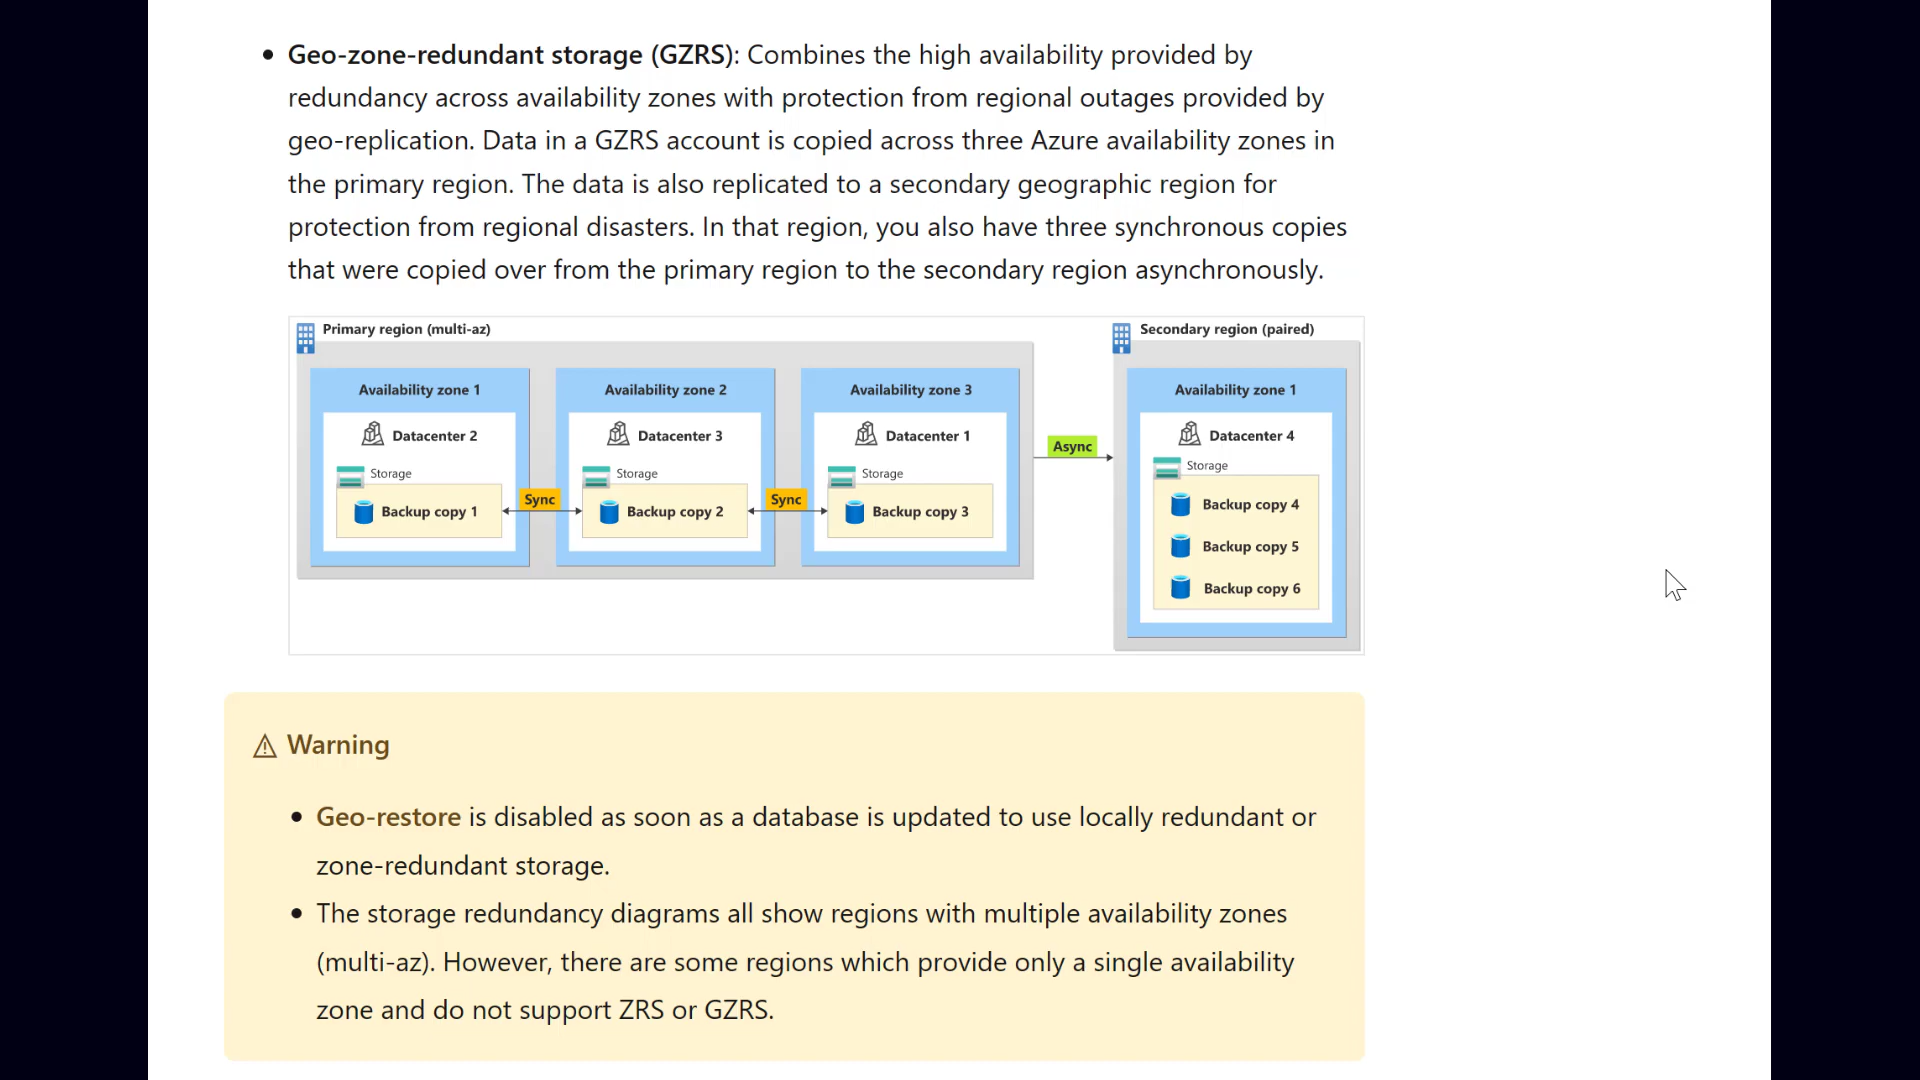 Geo-zone-redundant storage (GZRS): Combines the high availability provided by
redundancy across availability zones with protection from regional outages provided by
geo-replication. Data in a GZRS account is copied across three Azure availability zones in
the primary region. The data is also replicated to a secondary geographic region for
protection from regional disasters. In that region, you also have three synchronous copies
that were copied over from the primary region to the secondary region asynchronously.
Primary region (multi-az)
Availability zone 1
Datacenter 2
Storage
Backup copy 1
Sync
Availability zone 2
Datacenter 3
Storage
Backup copy 2
Sync
Availability zone 3
Datacenter 1
Storage
Backup copy 3
Async
Secondary region (paired)
Availability zone 1
Datacenter 4
Storage
Backup copy 4
Backup copy 5
Backup copy 6
Warning
Geo-restore is disabled as soon as a database is updated to use locally redundant or
zone-redundant storage.
The storage redundancy diagrams all show regions with multiple availability zones
(multi-az). However, there are some regions which provide only a single availability
zone and do not support ZRS or GZRS.